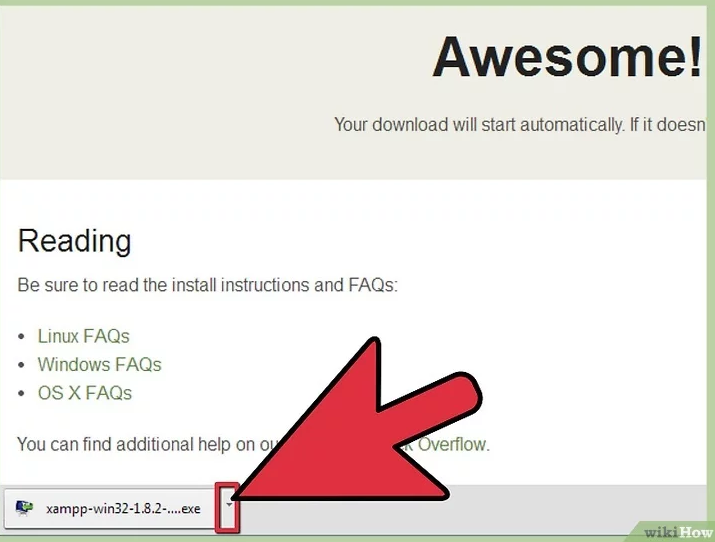 Awesome!
Your download will start automatically. If it doesn
Reading
Be sure to read the install instructions and FAQs:
Linux FAQs
Windows FAQs
OS X FAQs
You can find additional help on ou k Overflow.
xampp-win32-1.8.2-....exe
wikiHow